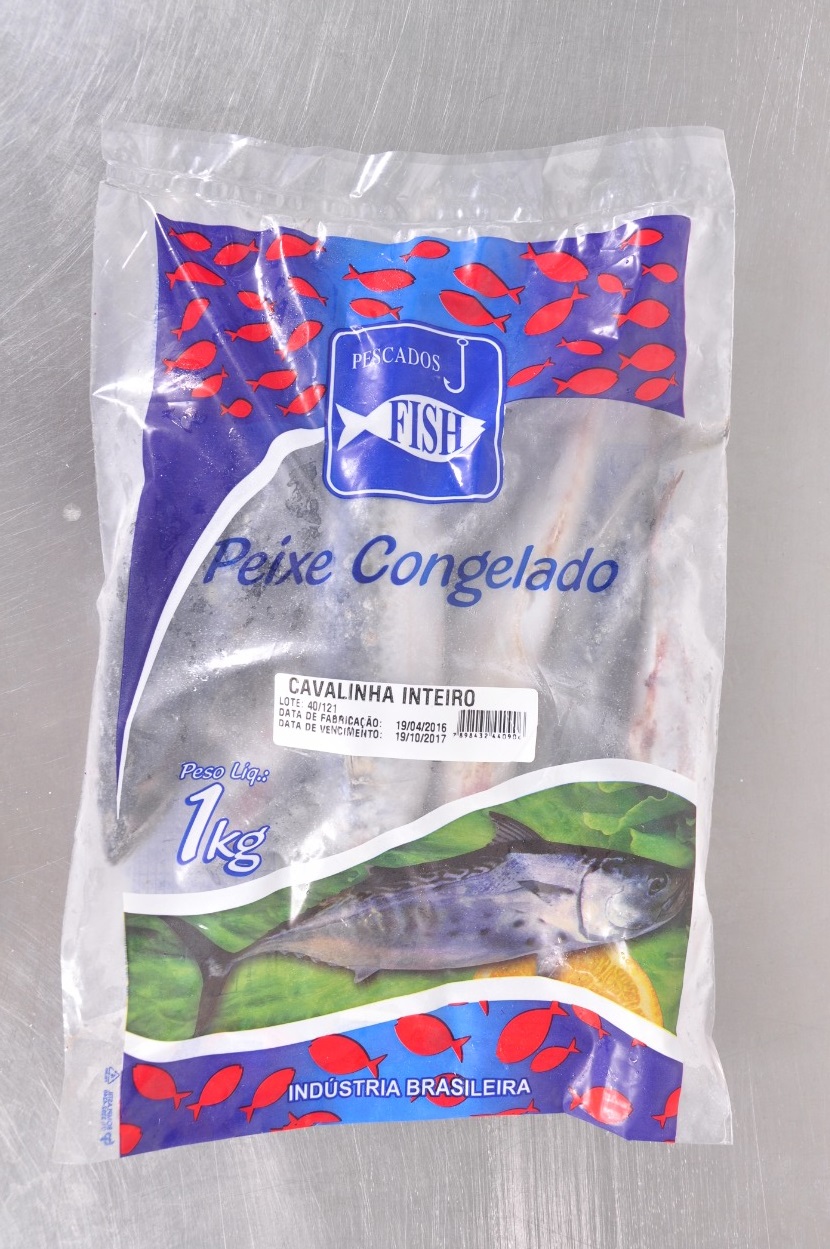 PESCADOS
FISH
Peixe Congelado
CAVALINHA INTEIRO
LOTE: 40/121
DATA DE FABRICAÇÃO: 19/04/2016
DATA DE VENCIMENTO: 19/10/2017
Peso Líq.:
1kg
INDÚSTRIA BRASILEIRA